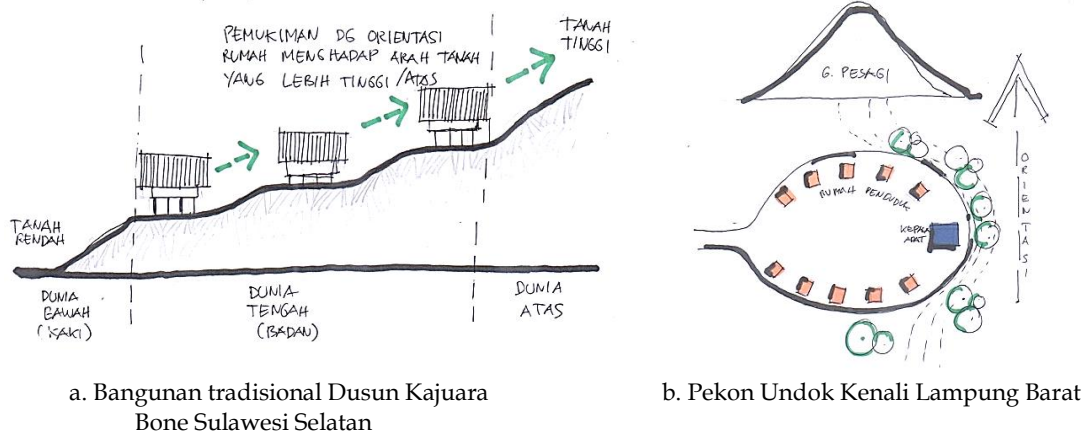 PEMUKIMAN DG ORIENTASI
RUMAH MENGHADAP ARAH TANAH
YANG LEBIH TINGGI /ATAS
TANAH
TINGGI
TANAH
RENDAH
DUNIA
BAWAH
(KAKI)
DUNIA
TENGAH
(BADAN)
DUNIA
ATAS
G. PESAGI
RUMAH PENDUDUK
KEPALA
ADAT
ORIENTASI
a. Bangunan tradisional Dusun Kajuara
Bone Sulawesi Selatan
b. Pekon Undok Kenali Lampung Barat